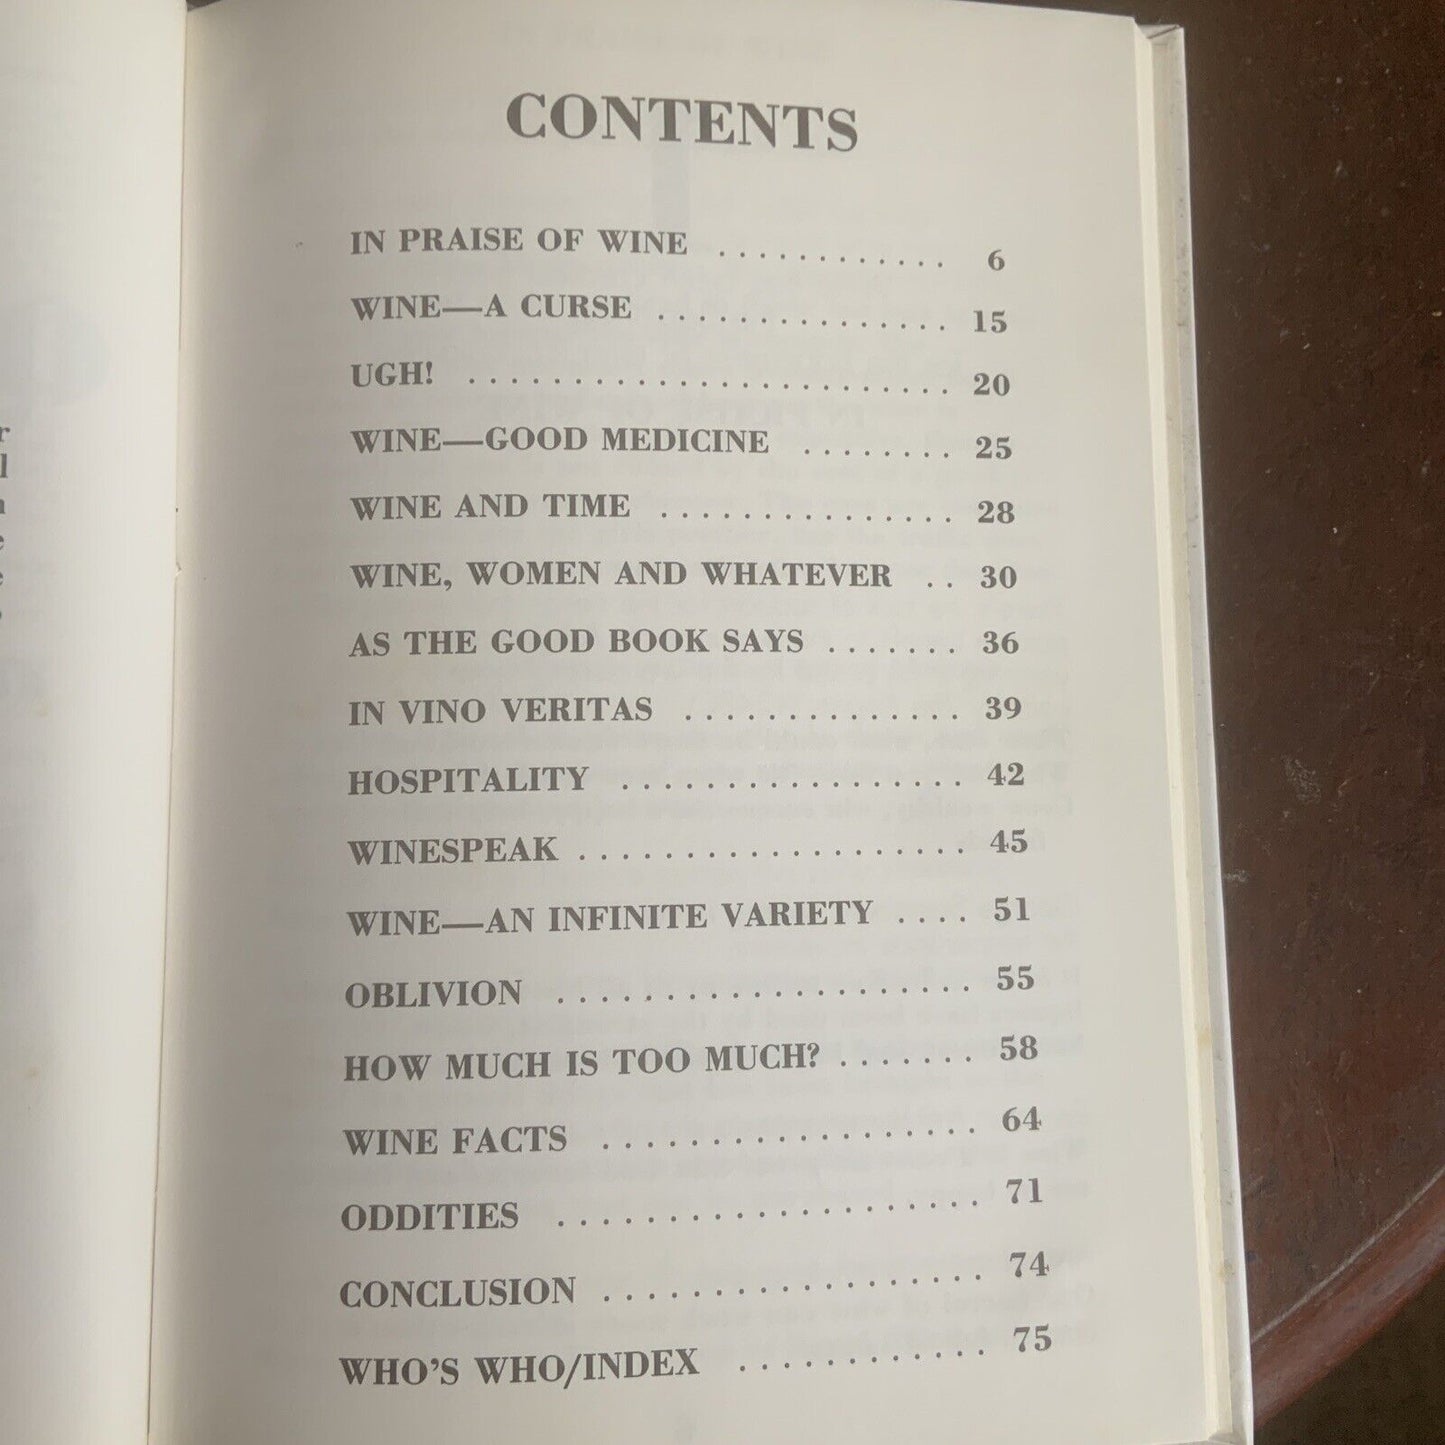 CONTENTS
IN PRAISE OF WINE . . . . . . . . . . . . 6
WINE—A CURSE . . . . . . . . . . . . . . . 15
UGH! . . . . . . . . . . . . . . . . . . . . . . . . 20
WINE—GOOD MEDICINE . . . . . . . . 25
WINE AND TIME . . . . . . . . . . . . . . . 28
WINE, WOMEN AND WHATEVER . . 30
AS THE GOOD BOOK SAYS . . . . . . . 36
IN VINO VERITAS . . . . . . . . . . . . . . 39
HOSPITALITY . . . . . . . . . . . . . . . . . 42
WINESPEAK . . . . . . . . . . . . . . . . . . . . 45
WINE—AN INFINITE VARIETY . . . . 51
OBLIVION . . . . . . . . . . . . . . . . . . . . 55
HOW MUCH IS TOO MUCH? . . . . . . . 58
WINE FACTS . . . . . . . . . . . . . . . . . . 64
ODDITIES . . . . . . . . . . . . . . . . . . . 71
CONCLUSION . . . . . . . . . . . . . . . . . 74
WHO'S WHO/INDEX . . . . . . . . . . . . 75